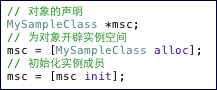 // 对象的声明
MySampleClass *msc;
// 为对象开辟实例空间
msc = [MySampleClass alloc];
// 初始化实例成员
msc = [msc init];